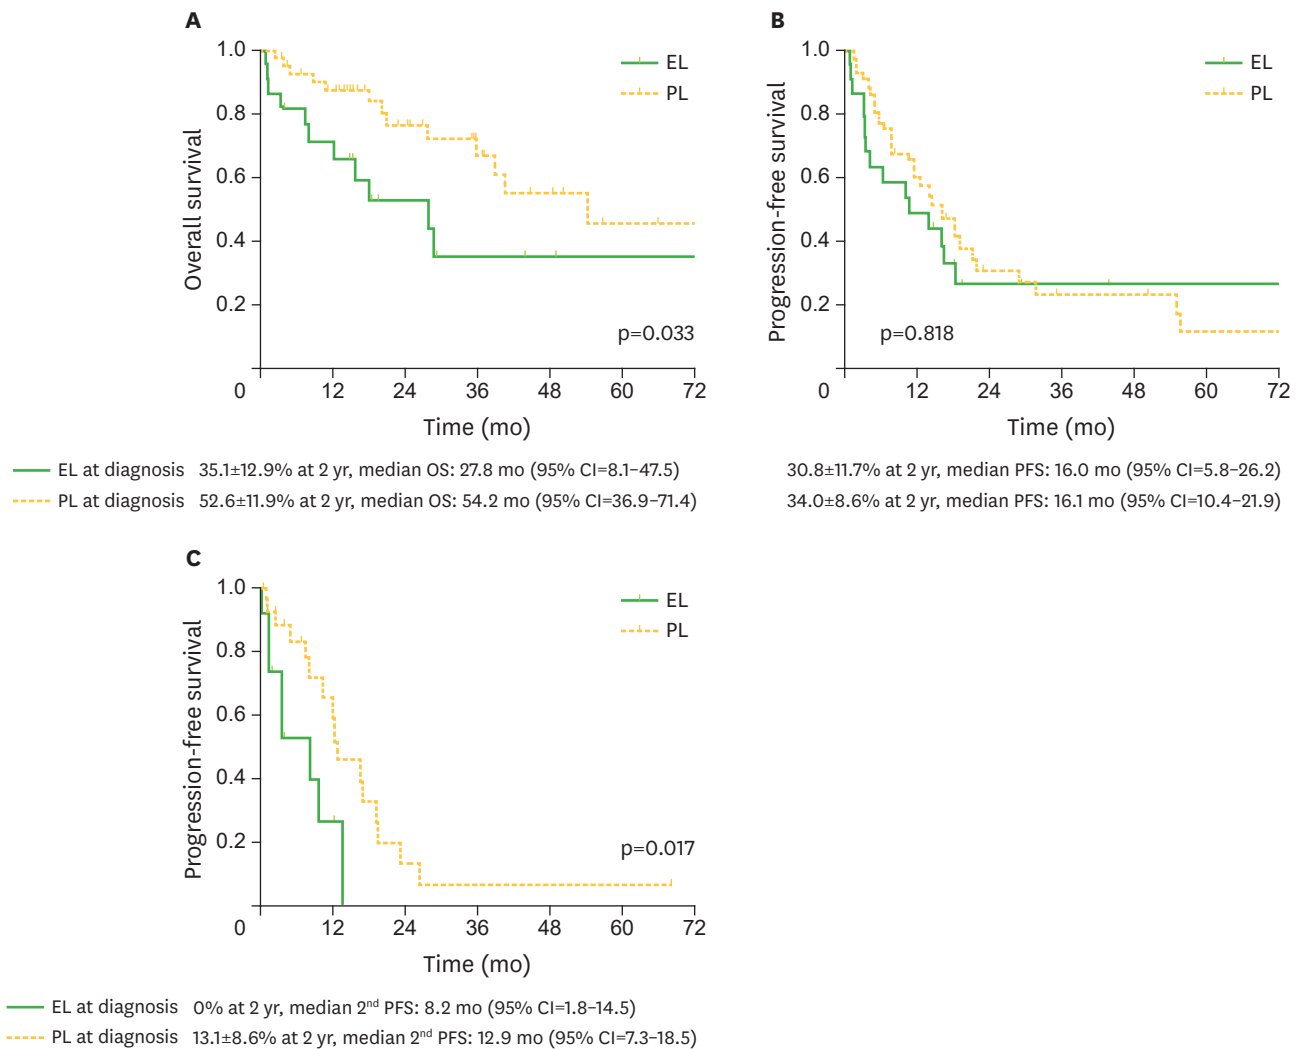 A
1.0
0.8
0.6
0.4
0.2
0
12
24
36
48
60
72
Overall survival
Time (mo)
EL
PL
p=0.033
EL at diagnosis 35.1±12.9% at 2 yr, median OS: 27.8 mo (95% CI=8.1–47.5)
PL at diagnosis 52.6±11.9% at 2 yr, median OS: 54.2 mo (95% CI=36.9–71.4)
B
1.0
0.8
0.6
0.4
0.2
0
12
24
36
48
60
72
Progression-free survival
Time (mo)
EL
PL
p=0.818
30.8±11.7% at 2 yr, median PFS: 16.0 mo (95% CI=5.8–26.2)
34.0±8.6% at 2 yr, median PFS: 16.1 mo (95% CI=10.4–21.9)
C
1.0
0.8
0.6
0.4
0.2
0
12
24
36
48
60
72
Progression-free survival
Time (mo)
EL
PL
p=0.017
EL at diagnosis 0% at 2 yr, median 2nd PFS: 8.2 mo (95% CI=1.8–14.5)
PL at diagnosis 13.1±8.6% at 2 yr, median 2nd PFS: 12.9 mo (95% CI=7.3–18.5)